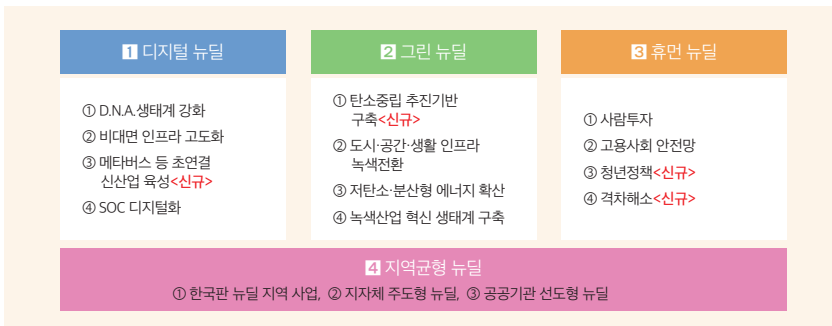 1 디지털 뉴딜
① D.N.A.생태계 강화
② 비대면 인프라 고도화
③ 메타버스 등 초연결
신산업 육성<신규>
④ SOC 디지털화
2 그린 뉴딜
① 탄소중립 추진기반
구축<신규>
② 도시·공간·생활 인프라
녹색전환
③ 저탄소·분산형 에너지 확산
④ 녹색산업 혁신 생태계 구축
3 휴먼 뉴딜
① 사람투자
② 고용사회 안전망
③ 청년정책<신규>
④ 격차해소<신규>
4 지역균형 뉴딜
① 한국판 뉴딜 지역 사업, ② 지자체 주도형 뉴딜, ③ 공공기관 선도형 뉴딜